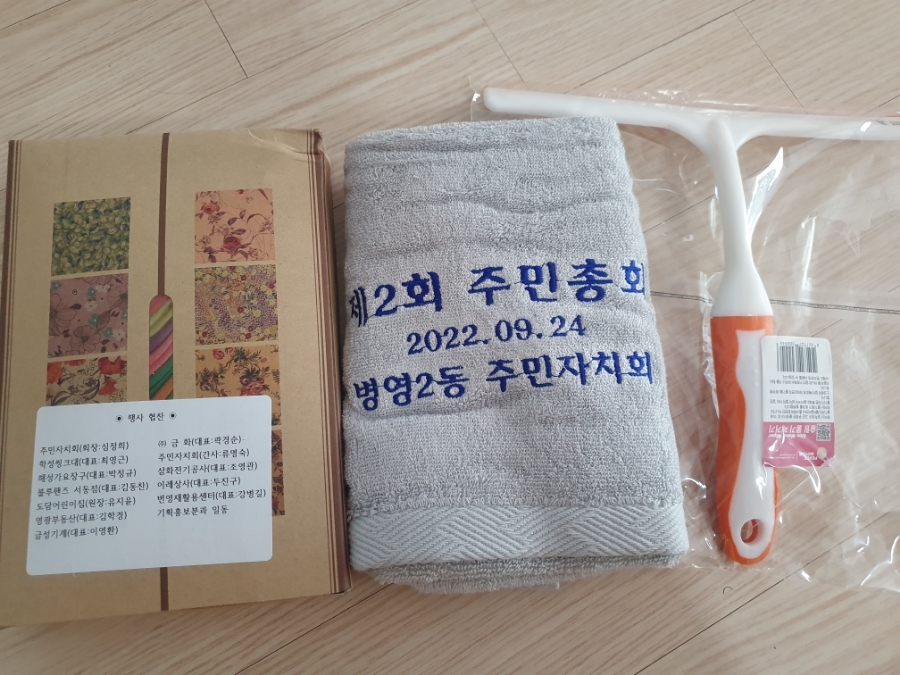 ◉ 행사 협찬 ◉
주민자치회(회장:심정희)
학성씽크대(대표:최영근)
해성가요장구(대표:박칭규)
블루핸즈 서동점(대표:김동찬)
도담어린이집(원장:유지윤)
영광부동산(대표:김학경)
금성기계(대표:이영환)
㈜ 금 화(대표:곽경순)
주민자치회(간사:류명숙)
삼화전기공사(대표:조영관)
이레상사(대표:두진구)
번영재활용센터(대표:강병길)
기획홍보분과 일동
제2회 주민총회
2022.09.24
병영2동 주민자치회